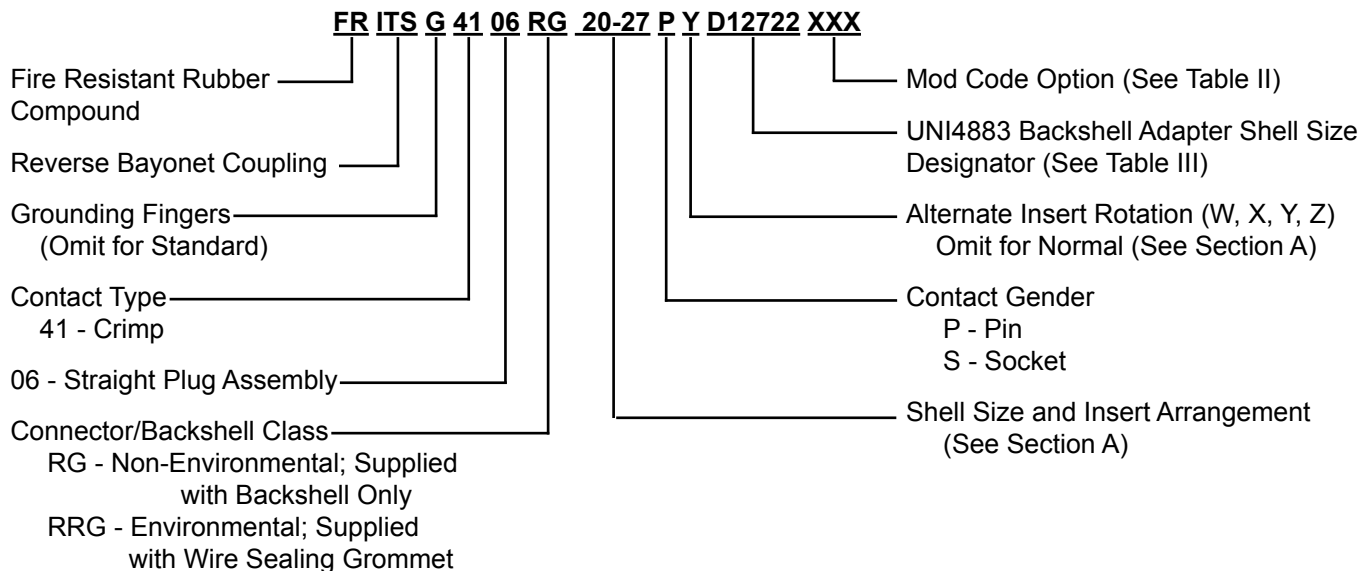 FR ITS G 41 06 RG 20-27 P Y D12722 XXX
Fire Resistant Rubber
Compound
Reverse Bayonet Coupling
Grounding Fingers
(Omit for Standard)
Contact Type
41 - Crimp
06 - Straight Plug Assembly
Connector/Backshell Class
RG - Non-Environmental; Supplied
with Backshell Only
RRG - Environmental; Supplied
with Wire Sealing Grommet
Mod Code Option (See Table II)
UNI4883 Backshell Adapter Shell Size
Designator (See Table III)
Alternate Insert Rotation (W, X, Y, Z)
Omit for Normal (See Section A)
Contact Gender
P - Pin
S - Socket
Shell Size and Insert Arrangement
(See Section A)